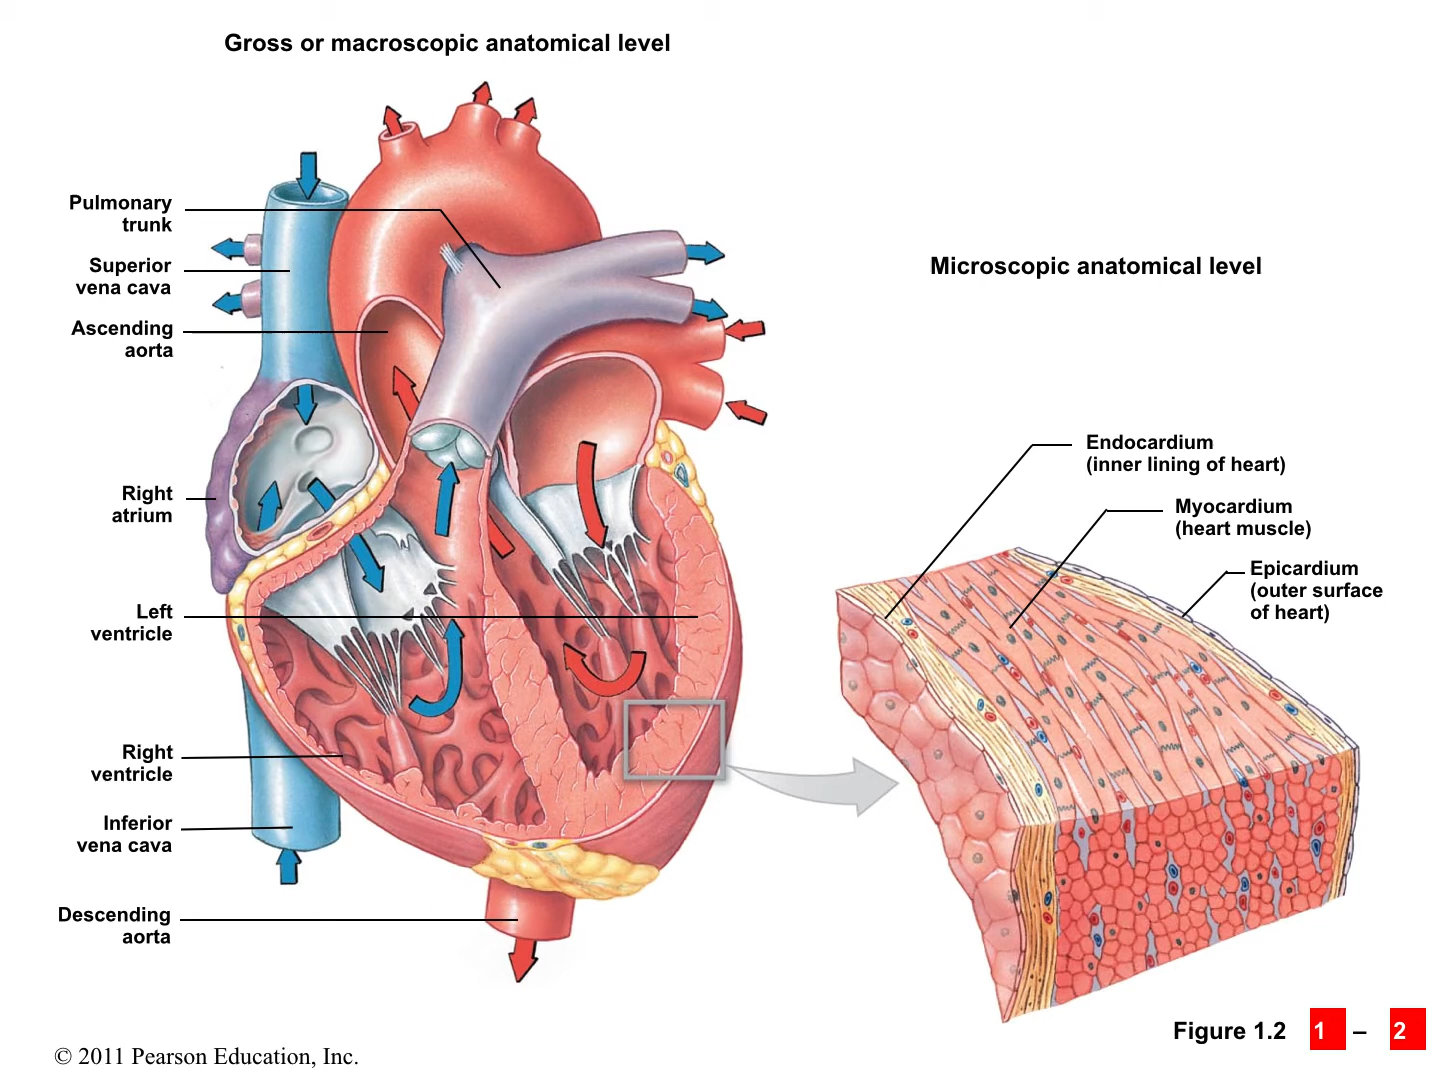 Gross or macroscopic anatomical level
Pulmonary
trunk
Superior
vena cava
Ascending
aorta
Right
atrium
Left
ventricle
Right
ventricle
Inferior
vena cava
Descending
aorta
Microscopic anatomical level
Endocardium
(inner lining of heart)
Myocardium
(heart muscle)
Epicardium
(outer surface
of heart)
Figure 1.2 1 – 2
© 2011 Pearson Education, Inc.